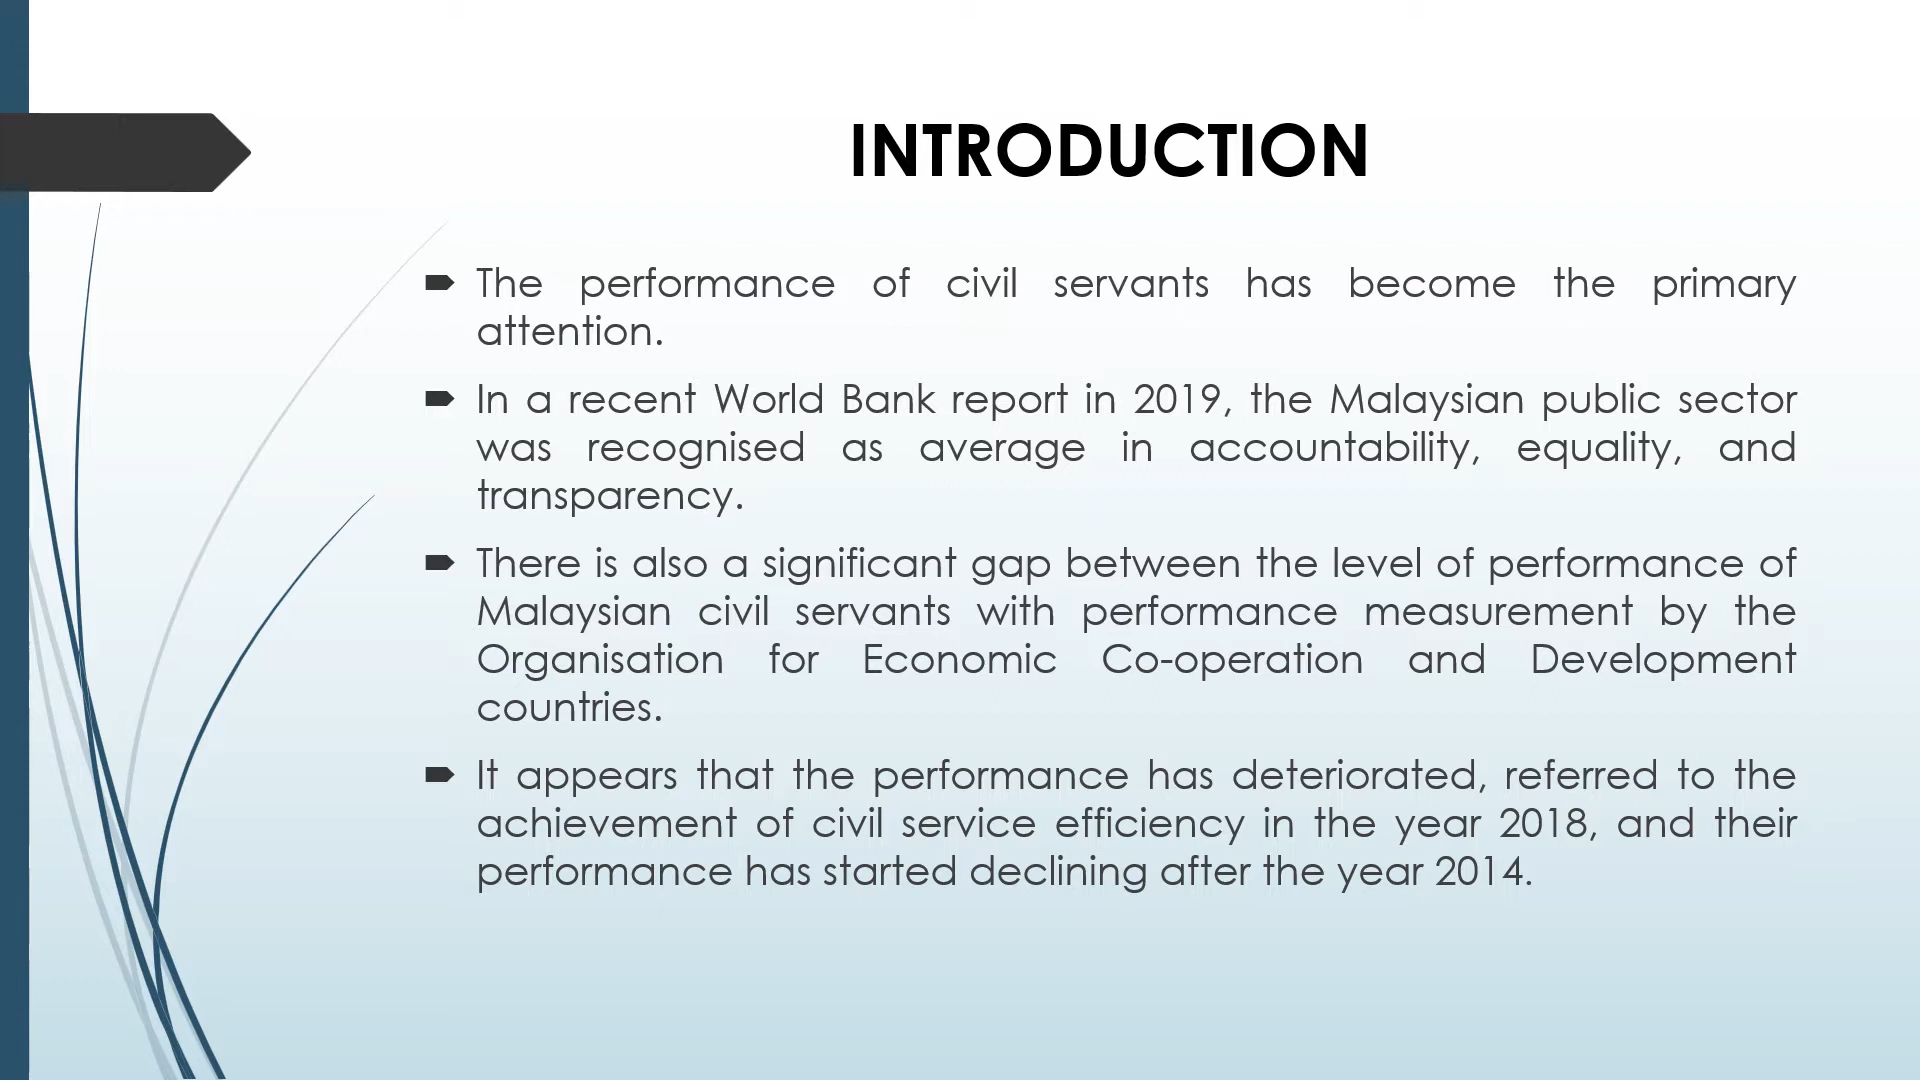 INTRODUCTION
The performance of civil servants has become the primary
attention.
In a recent World Bank report in 2019, the Malaysian public sector
was recognised as average in accountability, equality, and
transparency.
There is also a significant gap between the level of performance of
Malaysian civil servants with performance measurement by the
Organisation for Economic Co-operation and Development
countries.
It appears that the performance has deteriorated, referred to the
achievement of civil service efficiency in the year 2018, and their
performance has started declining after the year 2014.